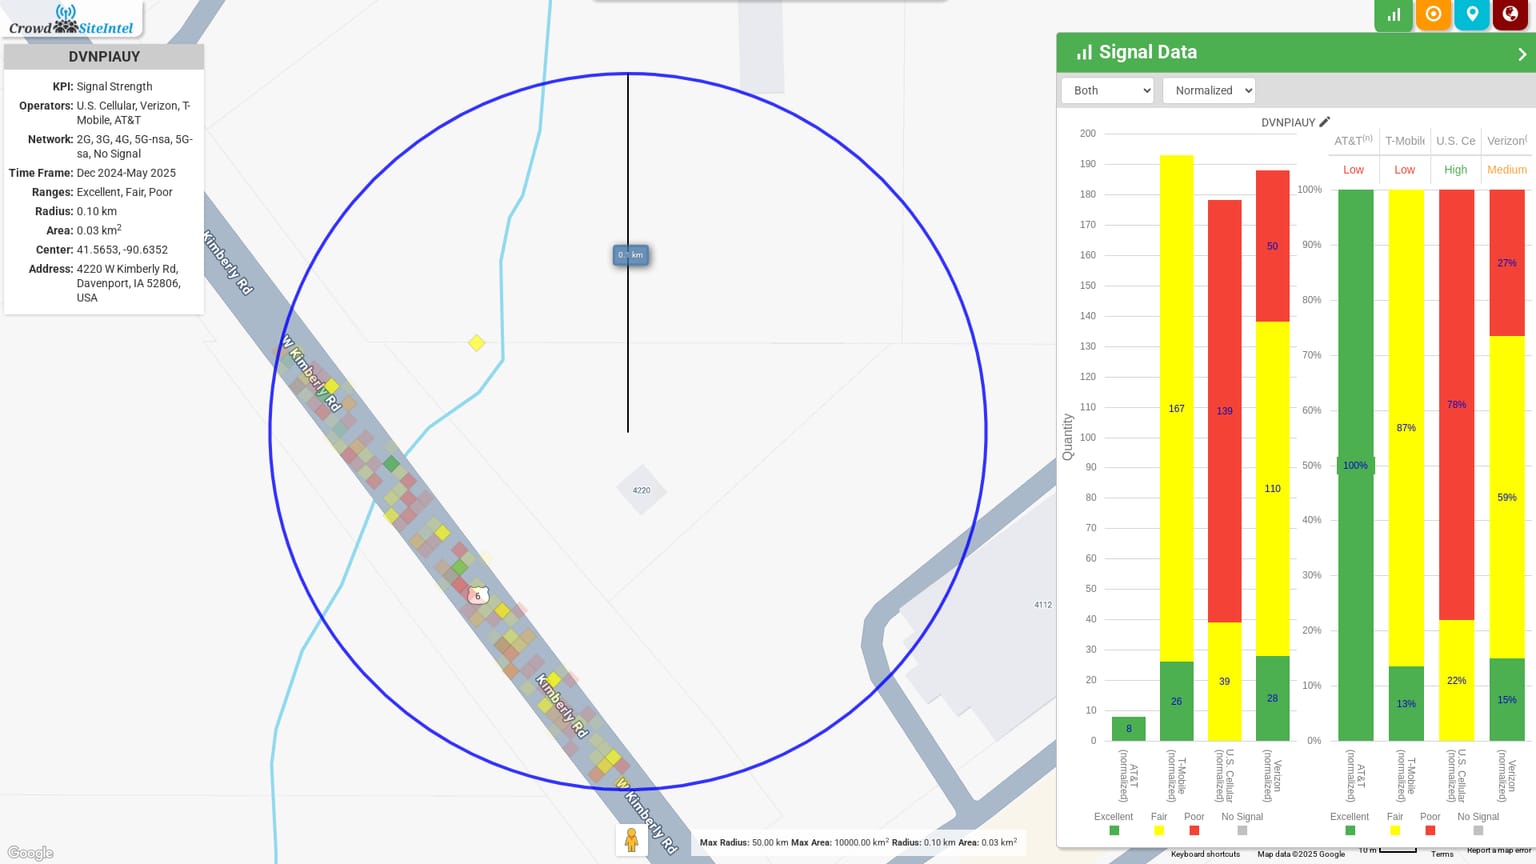 CrowdSiteIntel
DVNPIAUY
KPI: Signal Strength
Operators: U.S. Cellular, Verizon, T-
Mobile, AT&T
Network: 2G, 3G, 4G, 5G-nsa, 5G-
sa, No Signal
Time Frame: Dec 2024-May 2025
Ranges: Excellent, Fair, Poor
Radius: 0.10 km
Area: 0.03 km²
Center: 41.5653, -90.6352
Address: 4220 W Kimberly Rd,
Davenport, IA 52806,
USA
Kimberly Rd
W Kimberly Rd
6
Kimberly Rd
W Kimberly Rd
0.1 km
4220
4112
Google
Max Radius: 50.00 km Max Area: 10000.00 km² Radius: 0.10 km Area: 0.03 km²
Signal Data
Both
Normalized
DVNPIAUY
Quantity
200
190
180
170
160
150
140
130
120
110
100
90
80
70
60
50
40
30
20
10
0
8
167
26
139
39
50
110
28
AT&T (normalized)
T-Mobile (normalized)
U.S. Cellular (normalized)
Verizon (normalized)
Excellent Fair Poor No Signal
AT&T(n) T-Mobile U.S. Ce Verizon(
Low Low High Medium
100%
90%
80%
70%
60%
50%
40%
30%
20%
10%
0%
100%
87%
13%
78%
22%
27%
59%
15%
AT&T (normalized)
T-Mobile (normalized)
U.S. Cellular (normalized)
Verizon (normalized)
Excellent Fair Poor No Signal
Keyboard shortcuts Map data ©2025 Google 10 m Terms Report a map error